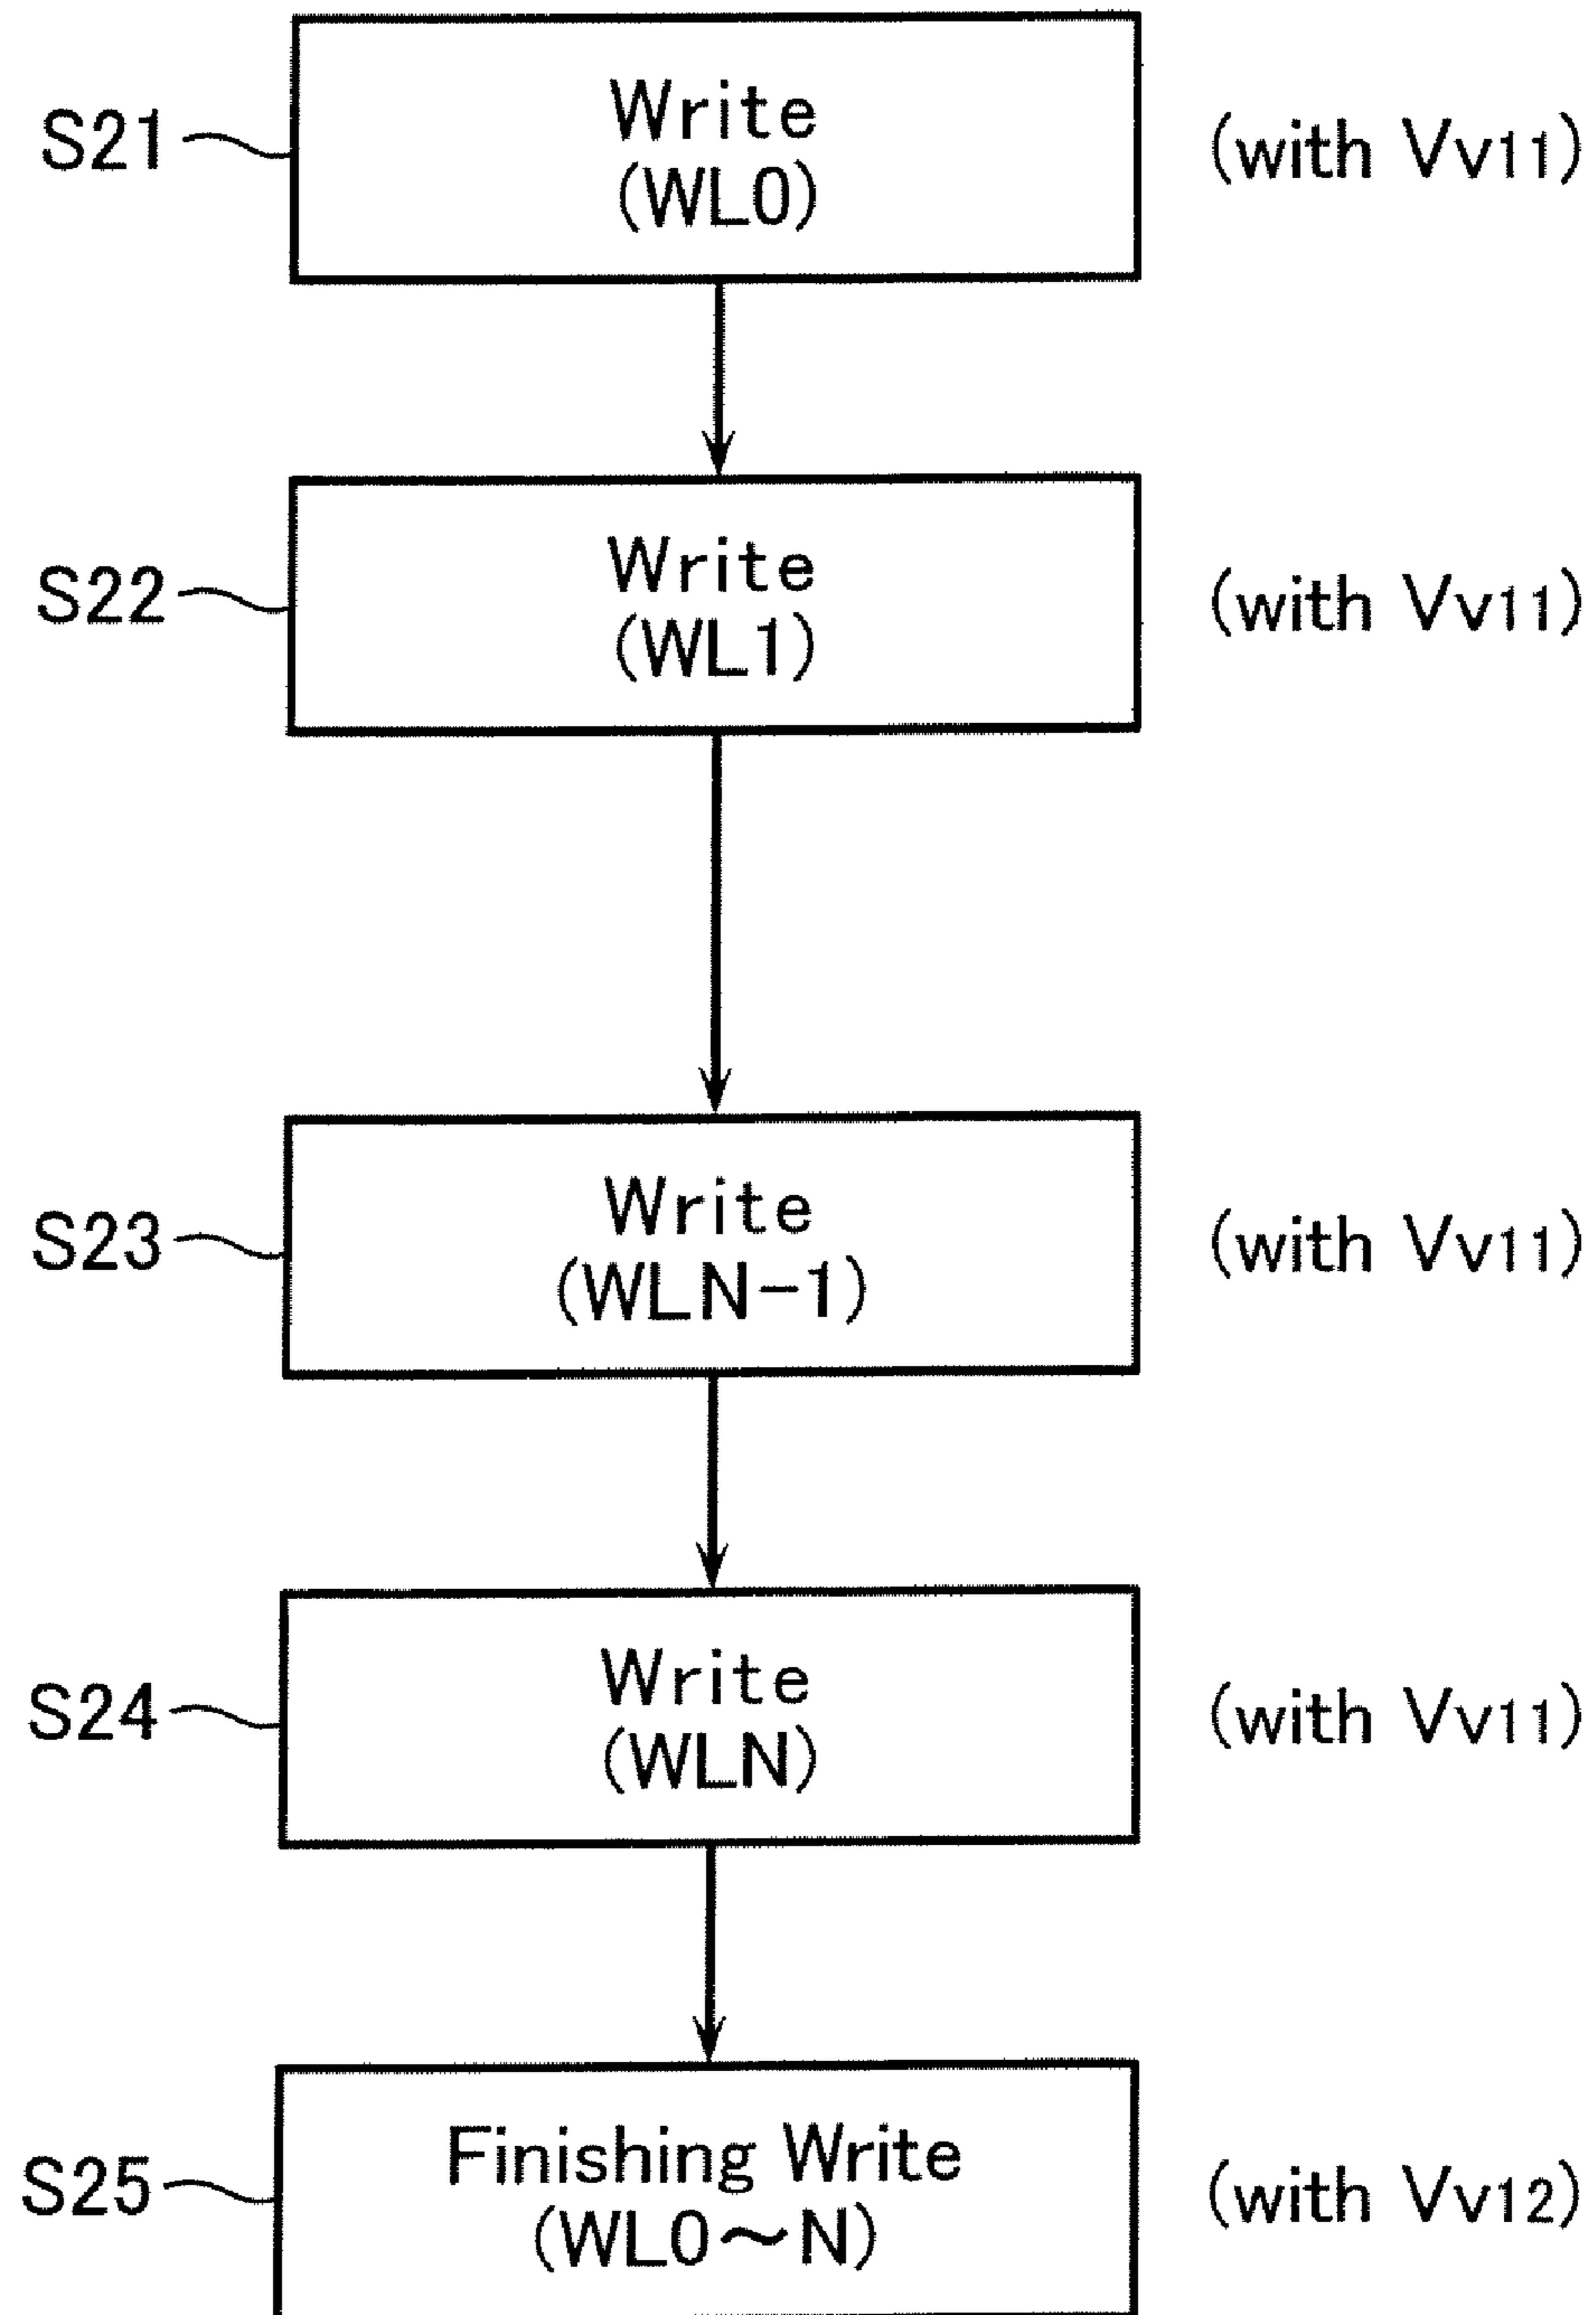 S21
Write
(WL0)
(with Vv11)
S22
Write
(WL1)
(with Vv11)
S23
Write
(WLN-1)
(with Vv11)
S24
Write
(WLN)
(with Vv11)
S25
Finishing Write
(WL0～N)
(with Vv12)